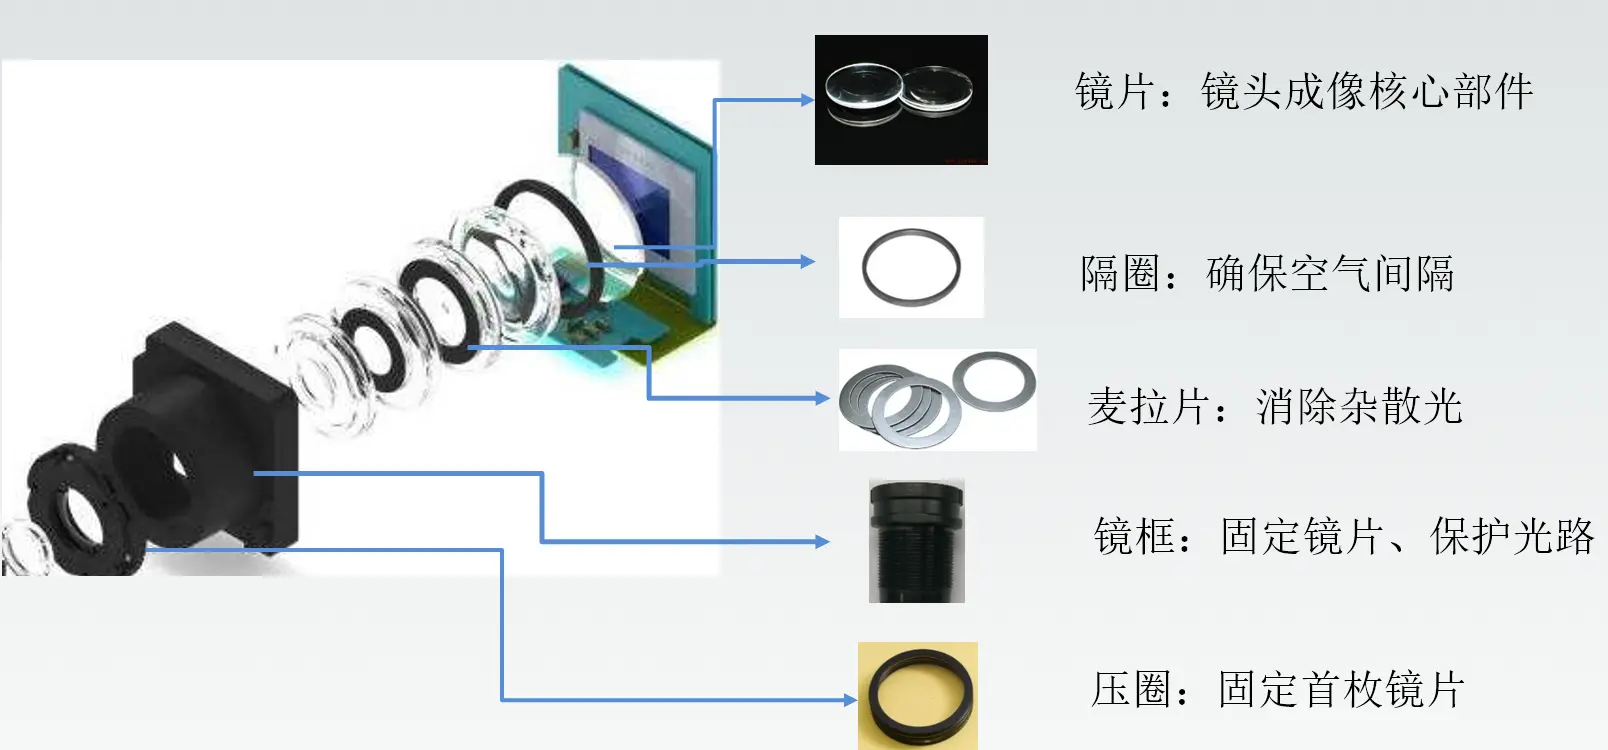 镜片：镜头成像核心部件
隔圈：确保空气间隔
麦拉片：消除杂散光
镜框：固定镜片、保护光路
压圈：固定首枚镜片